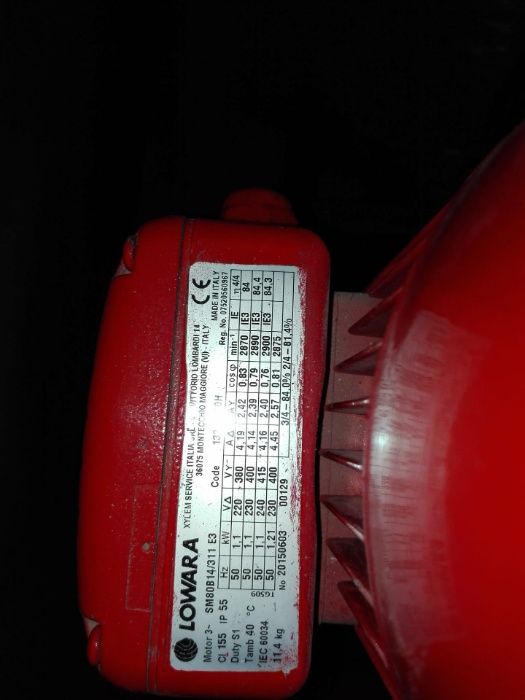 LOWARA
XYLEM SERVICE ITALIA VITTORIO LOMBARDI 14
36075 MONTECCHIO MAGGIORE (VI) - ITALY
MADE IN ITALY CE
Reg. No. 07520560967
Motor 3~ SM80B14/311 E3 Code
CL 155 IP 55
Duty S1
Tamb 40 °C
IEC 60034
11,4 kg
Hz kW V△ VY A△ AY cosφ min⁻¹ IE η4/4
50 1,1 220 380 4,19 2,42 0,83 2870 IE3 84
50 1,1 230 400 4,14 2,39 0,79 2890 IE3 84,4
50 1,1 240 415 4,16 2,40 0,76 2900 IE3 84,3
50 1,21 230 400 4,45 2,57 0,81 2875
No 20150603 00129 3/4-84,0% 2/4-81,4%